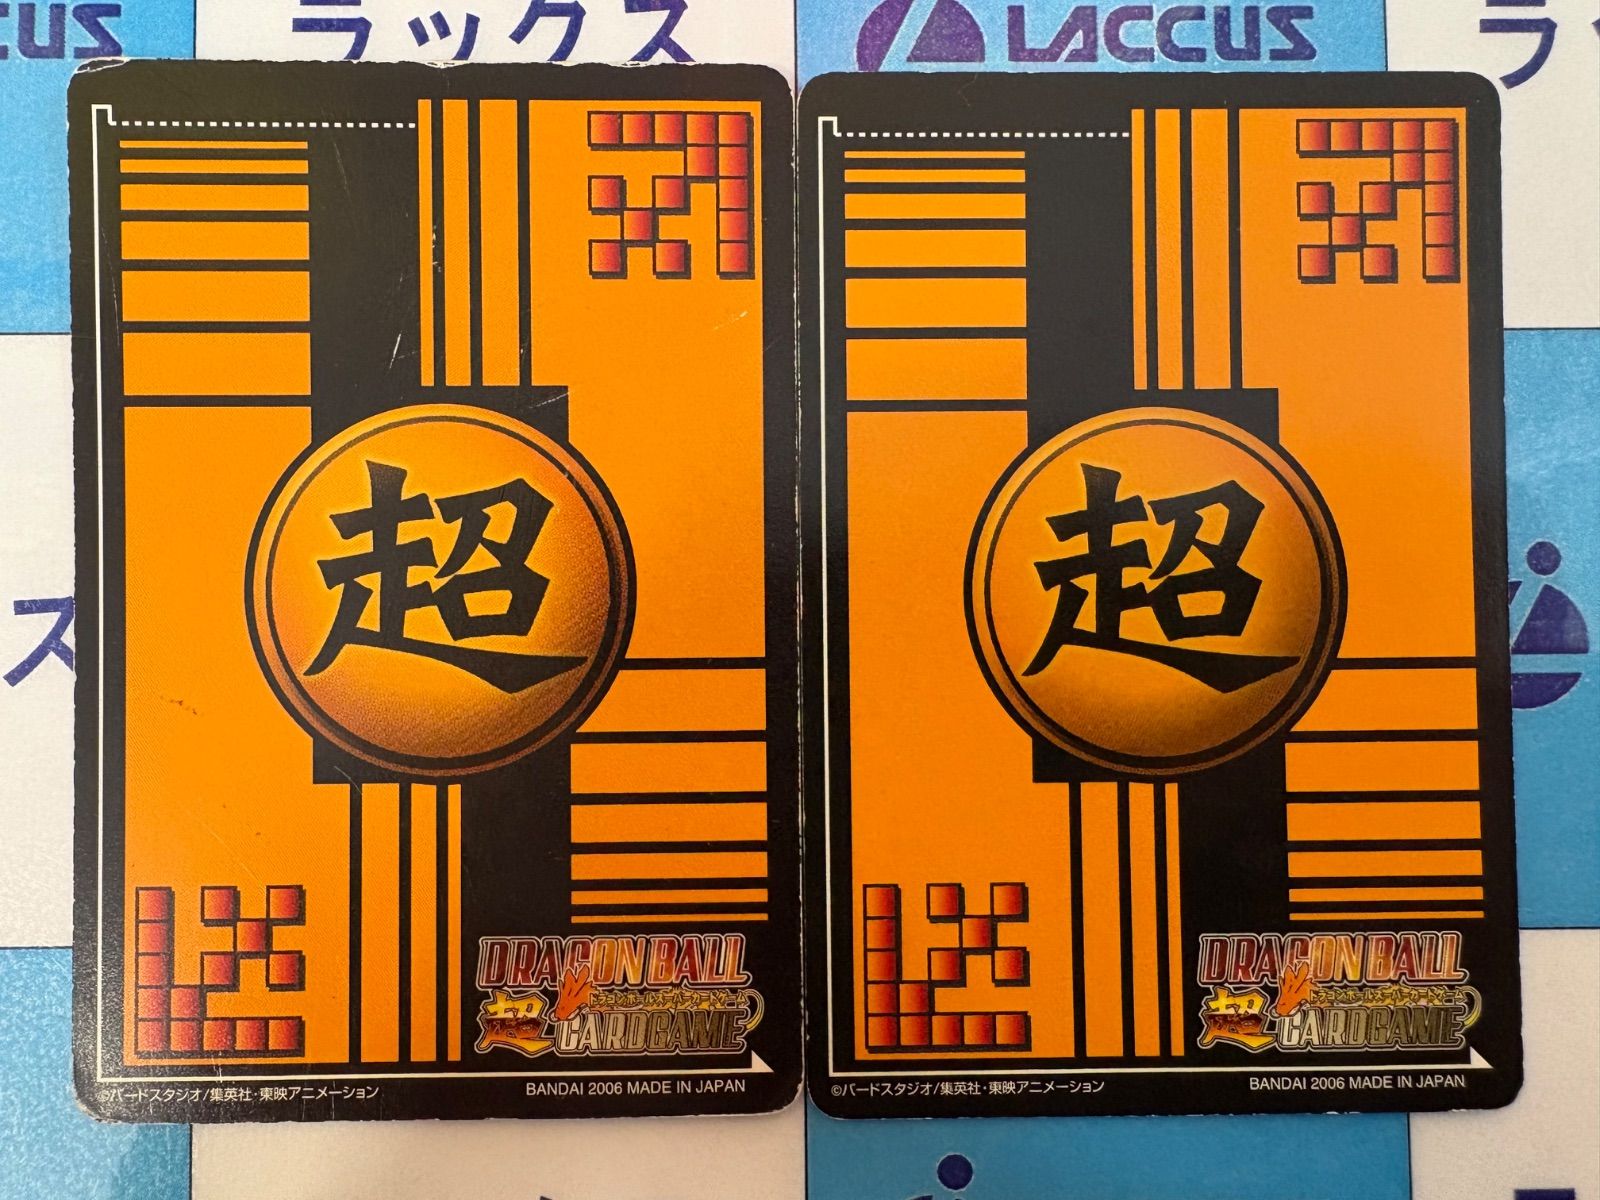 CUS
ラックス
LACCUS
ラ
ス
超
超
DRAGON BALL
ドラゴンボールスーパーカードゲーム
超 CARDGAME
DRAGON BALL
ドラゴンボールスーパーカードゲーム
超 CARDGAME
©バードスタジオ/集英社・東映アニメーション
BANDAI 2006 MADE IN JAPAN
©バードスタジオ/集英社・東映アニメーション
BANDAI 2006 MADE IN JAPAN